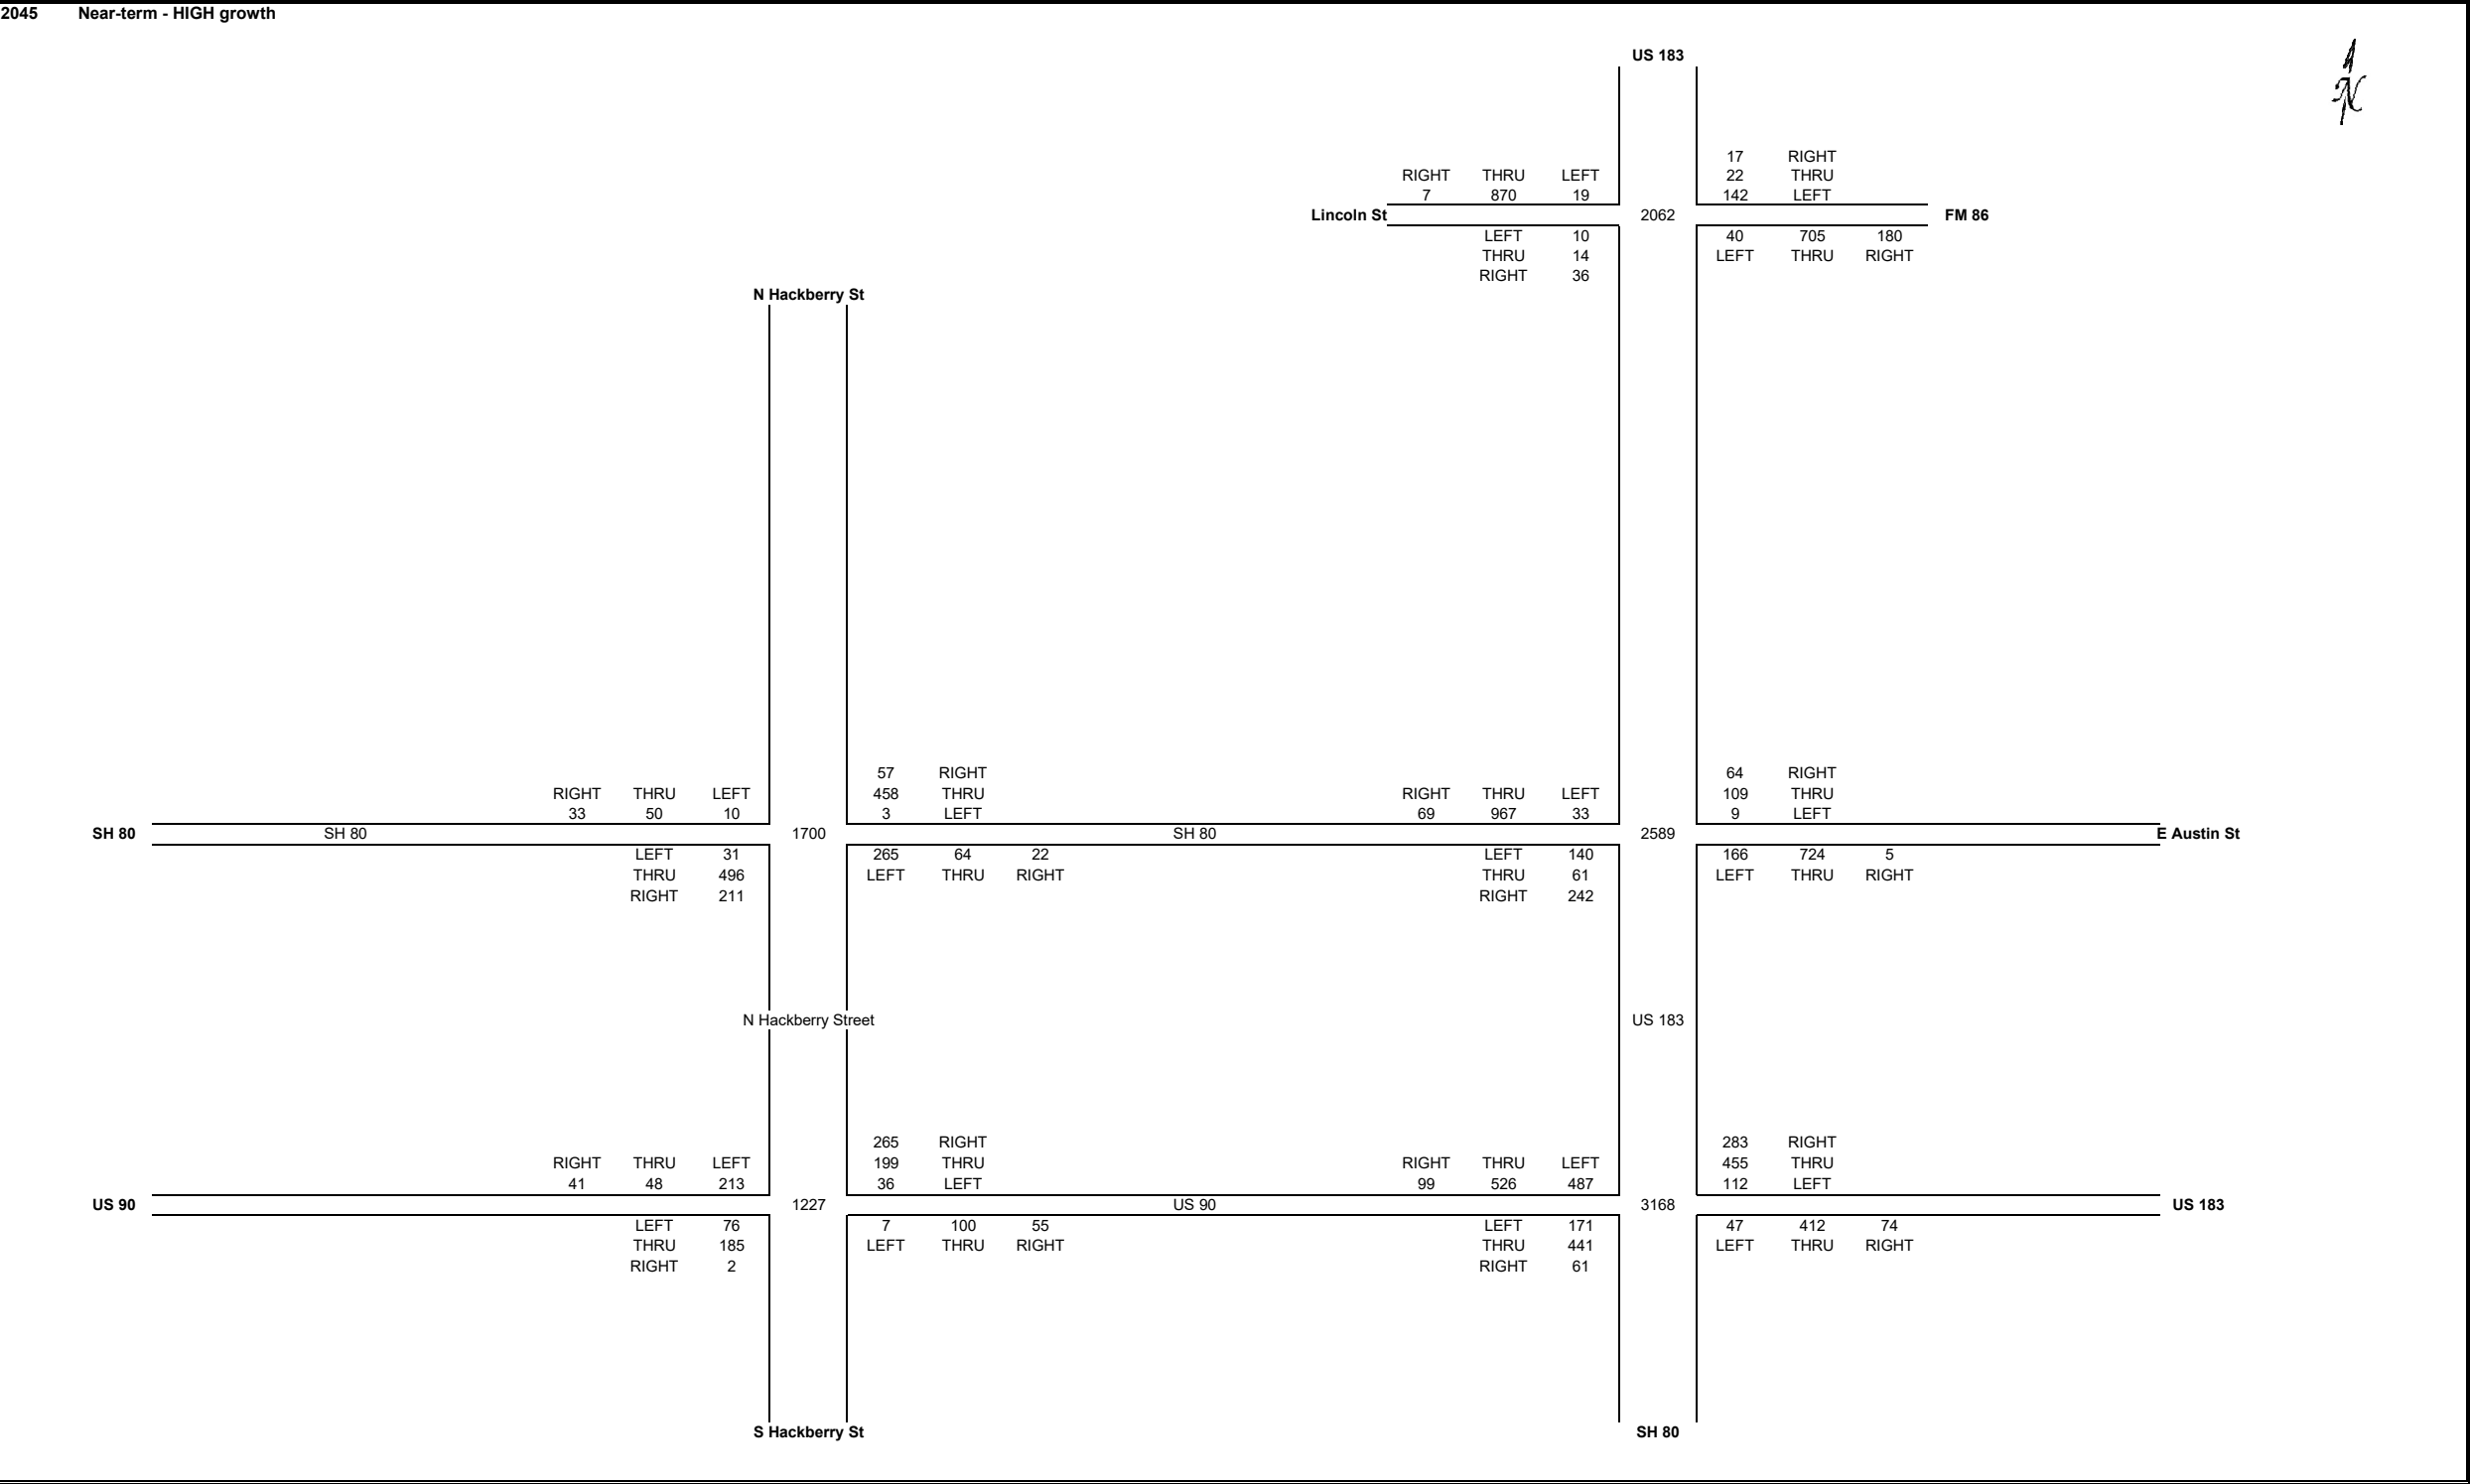 2045 Near-term - HIGH growth
US 183
N
17 RIGHT
RIGHT THRU LEFT 22 THRU
7 870 19 142 LEFT
Lincoln St 2062 FM 86
LEFT 10 40 705 180
THRU 14 LEFT THRU RIGHT
RIGHT 36
N Hackberry St
57 RIGHT 64 RIGHT
RIGHT THRU LEFT 458 THRU RIGHT THRU LEFT 109 THRU
33 50 10 3 LEFT 69 967 33 9 LEFT
SH 80 SH 80 1700 SH 80 2589 E Austin St
LEFT 31 265 64 22 LEFT 140 166 724 5
THRU 496 LEFT THRU RIGHT THRU 61 LEFT THRU RIGHT
RIGHT 211 RIGHT 242
N Hackberry Street US 183
265 RIGHT 283 RIGHT
RIGHT THRU LEFT 199 THRU RIGHT THRU LEFT 455 THRU
41 48 213 36 LEFT 99 526 487 112 LEFT
US 90 1227 US 90 3168 US 183
LEFT 76 7 100 55 LEFT 171 47 412 74
THRU 185 LEFT THRU RIGHT THRU 441 LEFT THRU RIGHT
RIGHT 2 RIGHT 61
S Hackberry St SH 80